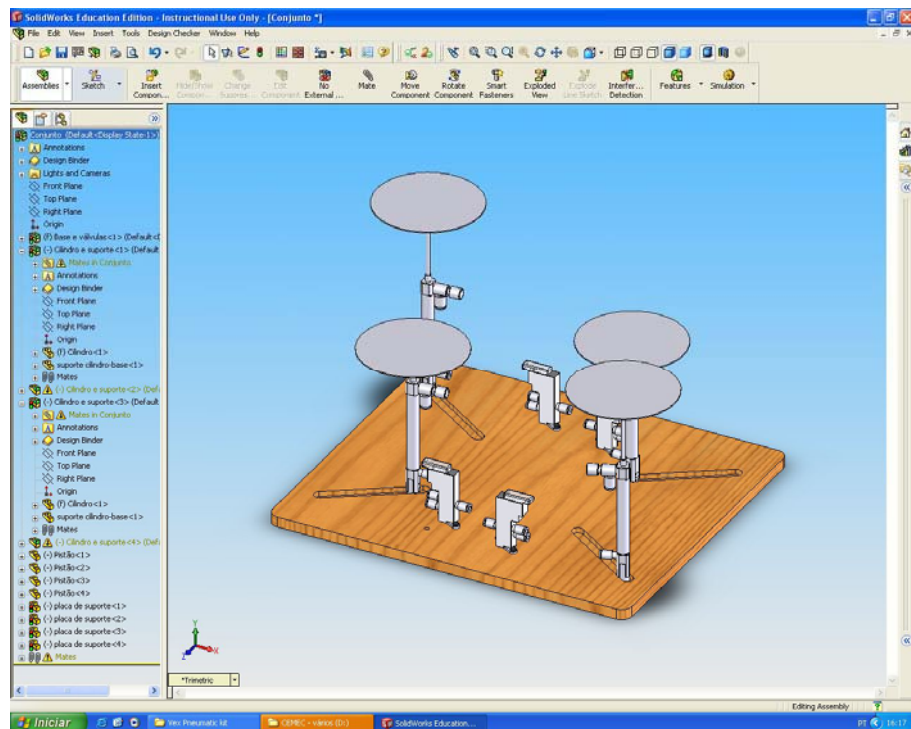 SolidWorks Education Edition - Instructional Use Only - [Conjunto *]
File Edit View Insert Tools Design Checker Window Help
Assemblies
Sketch
Insert Compon...
Hide/Show Compon...
Change Suppres...
Edit Component
No External ...
Mate
Move Component
Rotate Component
Smart Fasteners
Exploded View
Explode Line Sketch
Interfer... Detection
Features
Simulation
Conjunto (Default<Display State-1>)
Annotations
Design Binder
Lights and Cameras
Front Plane
Top Plane
Right Plane
Origin
(f) Base e válvulas<1> (Default<D
(-) Cilindro e suporte<1> (Default
Mates in Conjunto
Annotations
Design Binder
Front Plane
Top Plane
Right Plane
Origin
(f) Cilindro<1>
suporte cilindro-base<1>
Mates
(-) Cilindro e suporte<2> (Def
(-) Cilindro e suporte<3> (Default
Mates in Conjunto
Annotations
Design Binder
Front Plane
Top Plane
Right Plane
Origin
(f) Cilindro<1>
suporte cilindro-base<1>
Mates
(-) Cilindro e suporte<4> (Def
(-) Pistão<1>
(-) Pistão<2>
(-) Pistão<3>
(-) Pistão<4>
(-) placa de suporte<1>
(-) placa de suporte<2>
(-) placa de suporte<3>
(-) placa de suporte<4>
Mates
Y
X
Z
*Trimetric
Editing Assembly
Iniciar
Vex Pneumatic kit
CEMEC - vários (D:)
SolidWorks Education...
PT
16:17